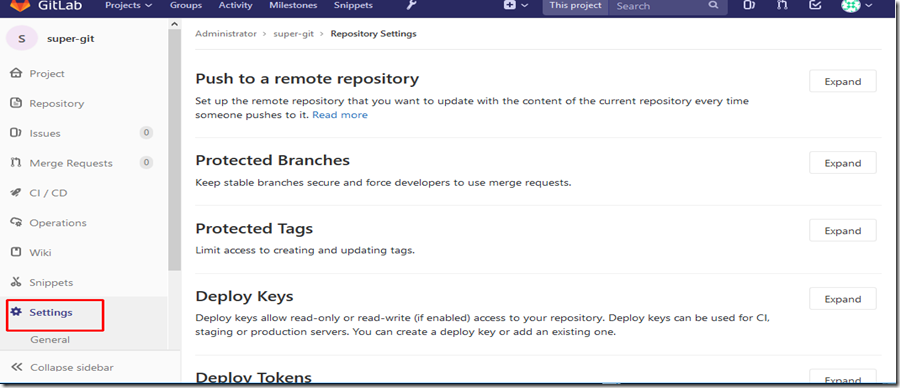 GitLab Projects Groups Activity Milestones Snippets This project Search
S super-git
Project
Repository
Issues 0
Merge Requests 0
CI / CD
Operations
Wiki
Snippets
Settings
General
Collapse sidebar
Administrator › super-git › Repository Settings
Push to a remote repository
Expand
Set up the remote repository that you want to update with the content of the current repository every time
someone pushes to it. Read more
Protected Branches
Expand
Keep stable branches secure and force developers to use merge requests.
Protected Tags
Expand
Limit access to creating and updating tags.
Deploy Keys
Expand
Deploy keys allow read-only or read-write (if enabled) access to your repository. Deploy keys can be used for CI,
staging or production servers. You can create a deploy key or add an existing one.
Deploy Tokens
Expand